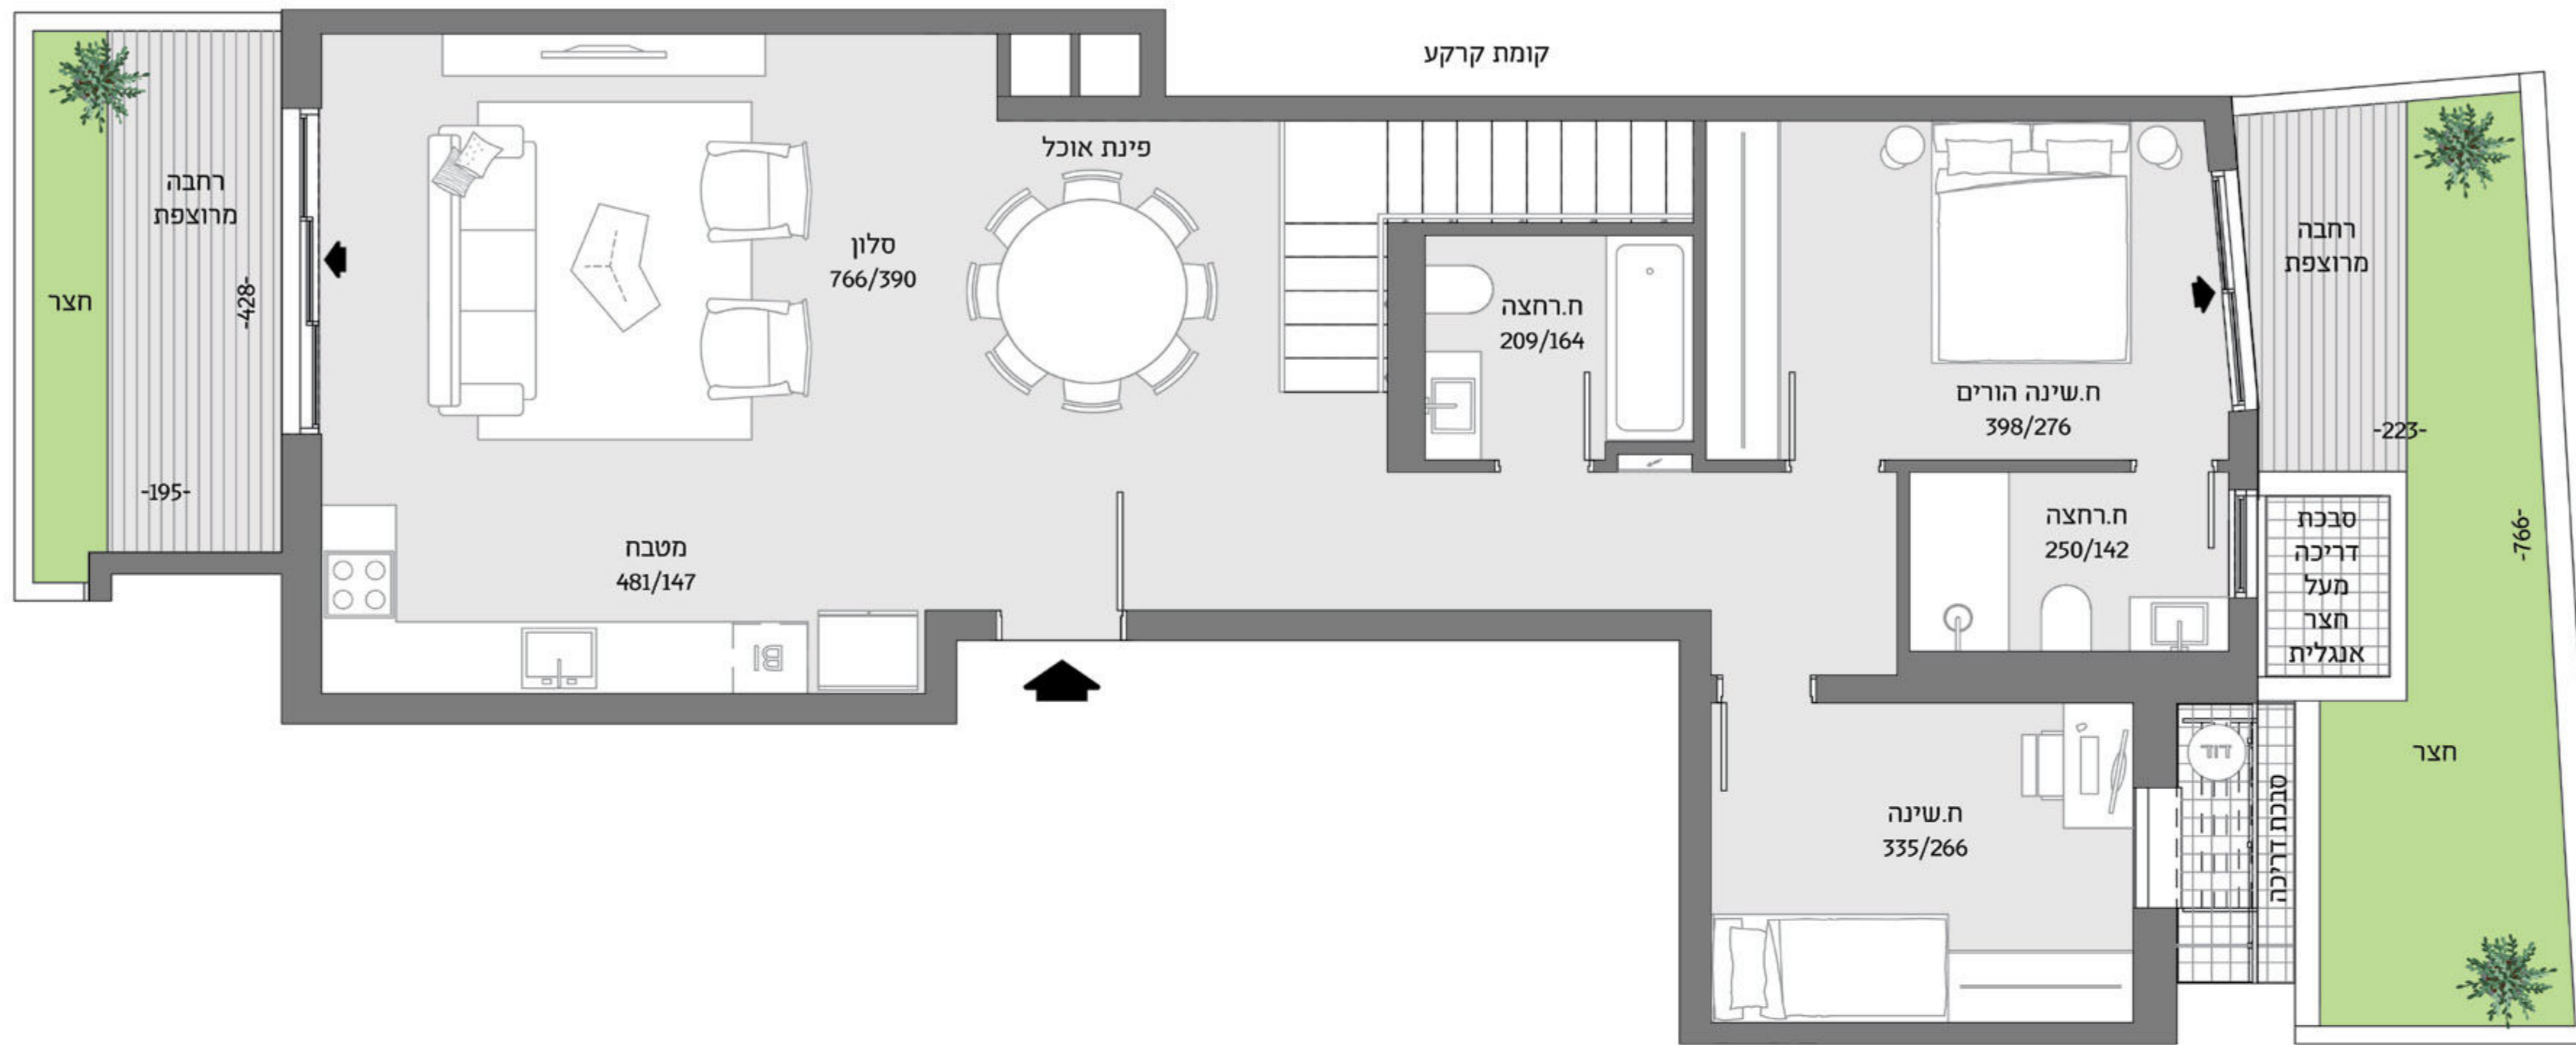 קומת קרקע
פינת אוכל
רחבה
מרוצפת
סלון
766/390
חצר
-428-
-195-
מטבח
481/147
ח.רחצה
209/164
ח.שינה הורים
398/276
רחבה
מרוצפת
-223-
ח.רחצה
250/142
סבכת
דריכה
מעל
חצר
אנגלית
-766-
חצר
דוד
סבכת דריכה
ח.שינה
335/266